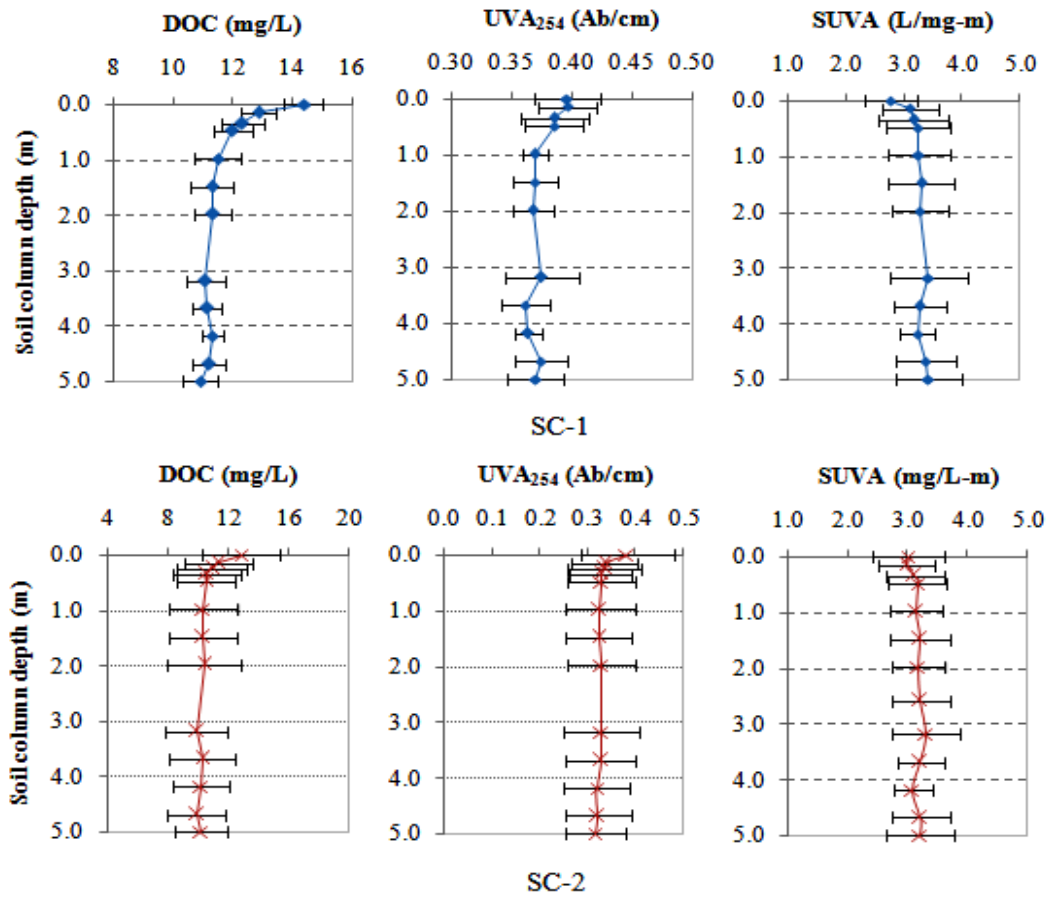 DOC (mg/L)
8 10 12 14 16
UVA254 (Ab/cm)
0.30 0.35 0.40 0.45 0.50
SUVA (L/mg-m)
1.0 2.0 3.0 4.0 5.0
Soil column depth (m)
0.0
1.0
2.0
3.0
4.0
5.0
0.0
1.0
2.0
3.0
4.0
5.0
0.0
1.0
2.0
3.0
4.0
5.0
SC-1
DOC (mg/L)
4 8 12 16 20
UVA254 (Ab/cm)
0.0 0.1 0.2 0.3 0.4 0.5
SUVA (mg/L-m)
1.0 2.0 3.0 4.0 5.0
Soil column depth (m)
0.0
1.0
2.0
3.0
4.0
5.0
0.0
1.0
2.0
3.0
4.0
5.0
0.0
1.0
2.0
3.0
4.0
5.0
SC-2